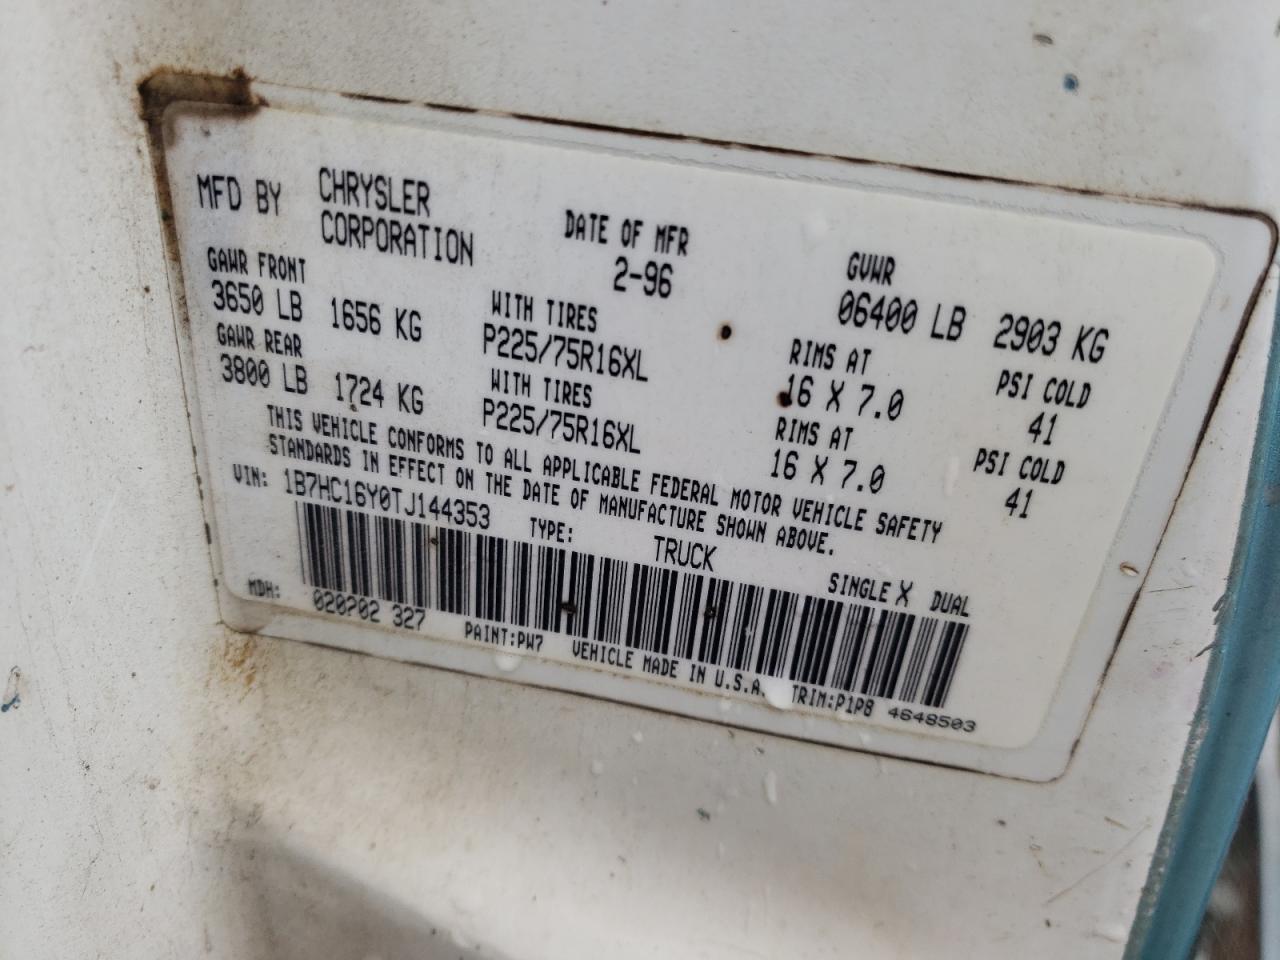 MFD BY CHRYSLER CORPORATION
DATE OF MFR 2-96
GVWR 06400 LB 2903 KG
GAWR FRONT 3650 LB 1656 KG
WITH TIRES P225/75R16XL
RIMS AT 16 X 7.0
PSI COLD 41
GAWR REAR 3800 LB 1724 KG
WITH TIRES P225/75R16XL
RIMS AT 16 X 7.0
PSI COLD 41
THIS VEHICLE CONFORMS TO ALL APPLICABLE FEDERAL MOTOR VEHICLE SAFETY
STANDARDS IN EFFECT ON THE DATE OF MANUFACTURE SHOWN ABOVE.
VIN: 1B7HC16Y0TJ144353
TYPE: TRUCK
SINGLE X DUAL
MDH: 020202 327
PAINT:PW7 VEHICLE MADE IN U.S.A. TRIM:P1P8 4648503